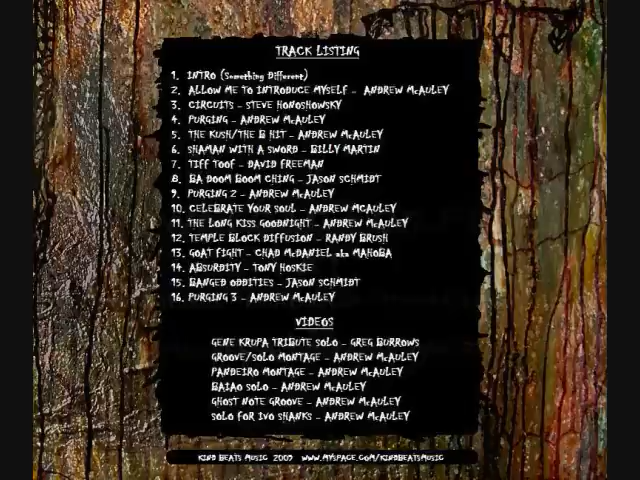 TRACK LISTING
1. INTRO (Something Different)
2. ALLOW ME TO INTRODUCE MYSELF - ANDREW McAULEY
3. CIRCUITS - STEVE HONOSHOWSKY
4. PURGING - ANDREW McAULEY
5. THE KUSH/THE B HIT - ANDREW McAULEY
6. SHAMAN WITH A SWORD - BILLY MARTIN
7. TIFF TOOF - DAVID FREEMAN
8. BA DOOM BOOM CHING - JASON SCHMIDT
9. PURGING 2 - ANDREW McAULEY
10. CELEBRATE YOUR SOUL - ANDREW MCAULEY
11. THE LONG KISS GOODNIGHT - ANDREW McAULEY
12. TEMPLE BLOCK DIFFUSION - RANDY BRUSH
13. GOAT FIGHT - CHAD McDANIEL aka MAHOBA
14. ABSURDITY - TONY HOSKIE
15. BANGED ODDITIES - JASON SCHMIDT
16. PURGING 3 - ANDREW McAULEY
VIDEOS
GENE KRUPA TRIBUTE SOLO - GREG BURROWS
GROOVE/SOLO MONTAGE - ANDREW McAULEY
PANDEIRO MONTAGE - ANDREW McAULEY
BAIAO SOLO - ANDREW McAULEY
GHOST NOTE GROOVE - ANDREW McAULEY
SOLO FOR IVO SHANKS - ANDREW McAULEY
KIND BEATS MUSIC 2009 WWW.MYSPACE.COM/KINDBEATSMUSIC